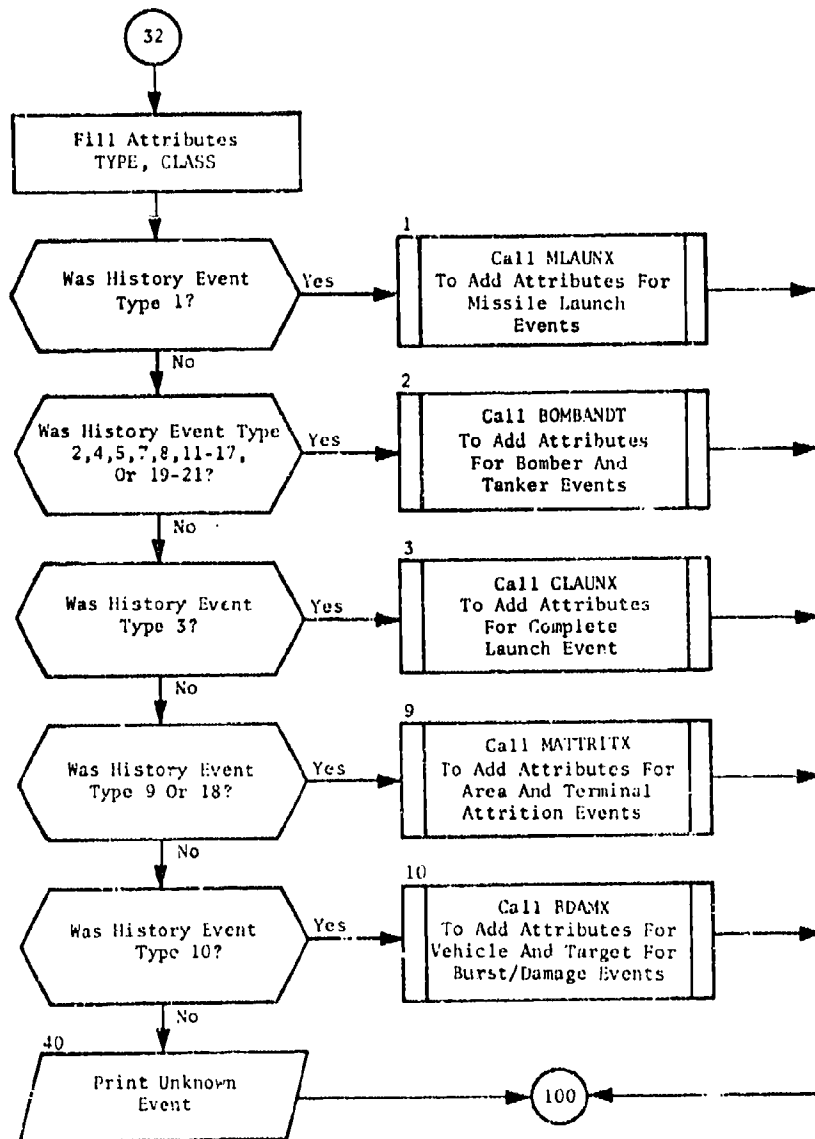 32
Fill Attributes
TYPE, CLASS
Was History Event
Type 1?
Yes
No
1
Call MLAUNX
To Add Attributes For
Missile Launch
Events
Was History Event Type
2,4,5,7,8,11-17,
Or 19-21?
Yes
No
2
Call BOMBANDT
To Add Attributes
For Bomber And
Tanker Events
Was History Event
Type 3?
Yes
No
3
Call CLAUNX
To Add Attributes
For Complete
Launch Event
Was History Event
Type 9 Or 18?
Yes
No
9
Call MATTRITX
To Add Attributes For
Area And Terminal
Attrition Events
Was History Event
Type 10?
Yes
No
10
Call BDAMX
To Add Attributes For
Vehicle And Target For
Burst/Damage Events
40
Print Unknown
Event
100